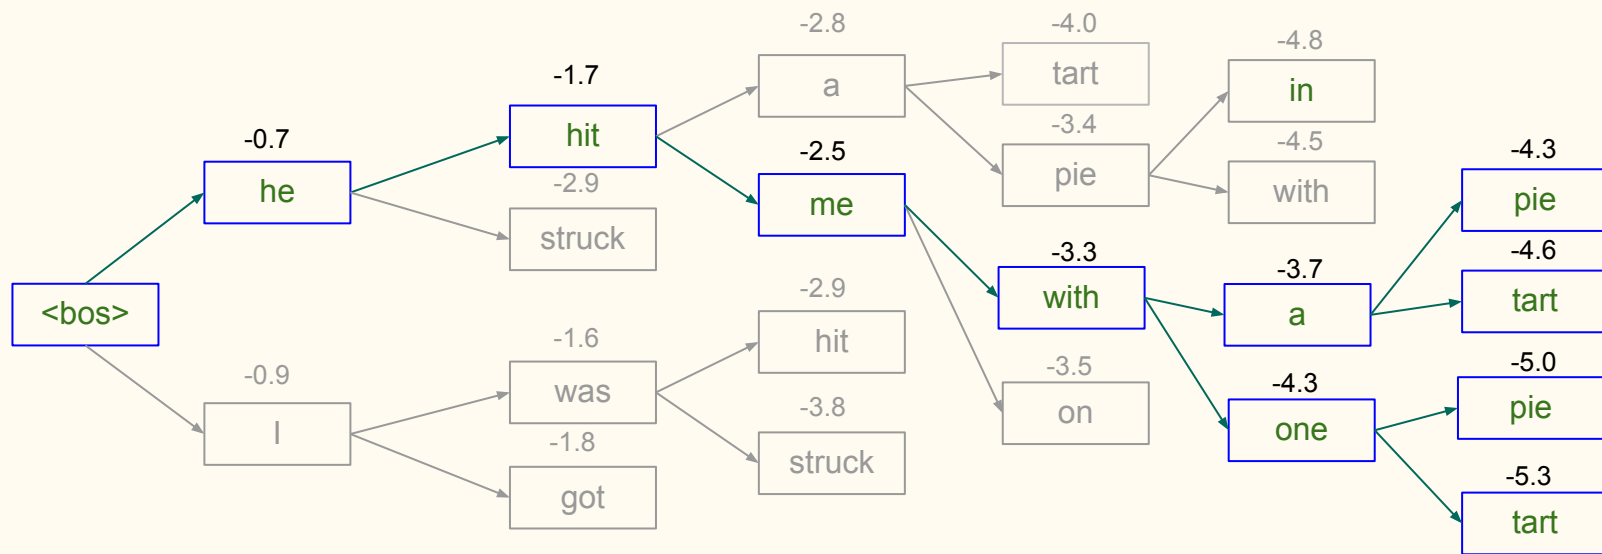 <bos>
-0.7
he
-0.9
I
-1.7
hit
-2.9
struck
-1.6
was
-1.8
got
-2.8
a
-2.5
me
-2.9
hit
-3.8
struck
-4.0
tart
-3.4
pie
-3.3
with
-3.5
on
-4.8
in
-4.5
with
-3.7
a
-4.3
one
-4.3
pie
-4.6
tart
-5.0
pie
-5.3
tart